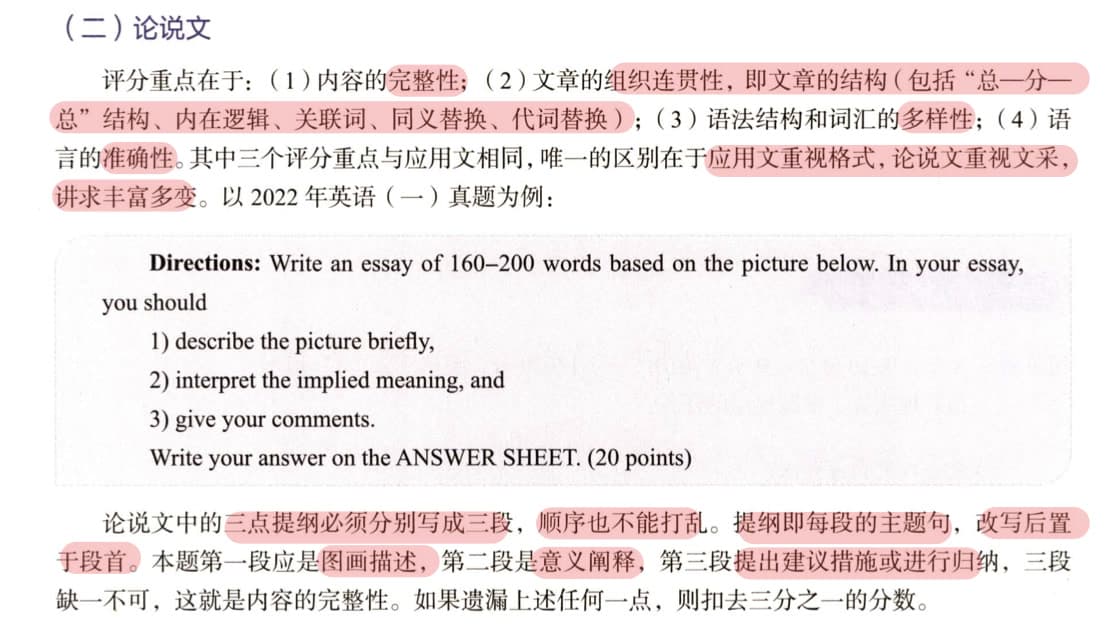 （二）论说文
评分重点在于：（1）内容的完整性；（2）文章的组织连贯性，即文章的结构（包括“总—分—
总”结构、内在逻辑、关联词、同义替换、代词替换）；（3）语法结构和词汇的多样性；（4）语
言的准确性。其中三个评分重点与应用文相同，唯一的区别在于应用文重视格式，论说文重视文采，
讲求丰富多变。以 2022 年英语（一）真题为例：
Directions: Write an essay of 160–200 words based on the picture below. In your essay,
you should
1) describe the picture briefly,
2) interpret the implied meaning, and
3) give your comments.
Write your answer on the ANSWER SHEET. (20 points)
论说文中的三点提纲必须分别写成三段，顺序也不能打乱。提纲即每段的主题句，改写后置
于段首。本题第一段应是图画描述，第二段是意义阐释，第三段提出建议措施或进行归纳，三段
缺一不可，这就是内容的完整性。如果遗漏上述任何一点，则扣去三分之一的分数。